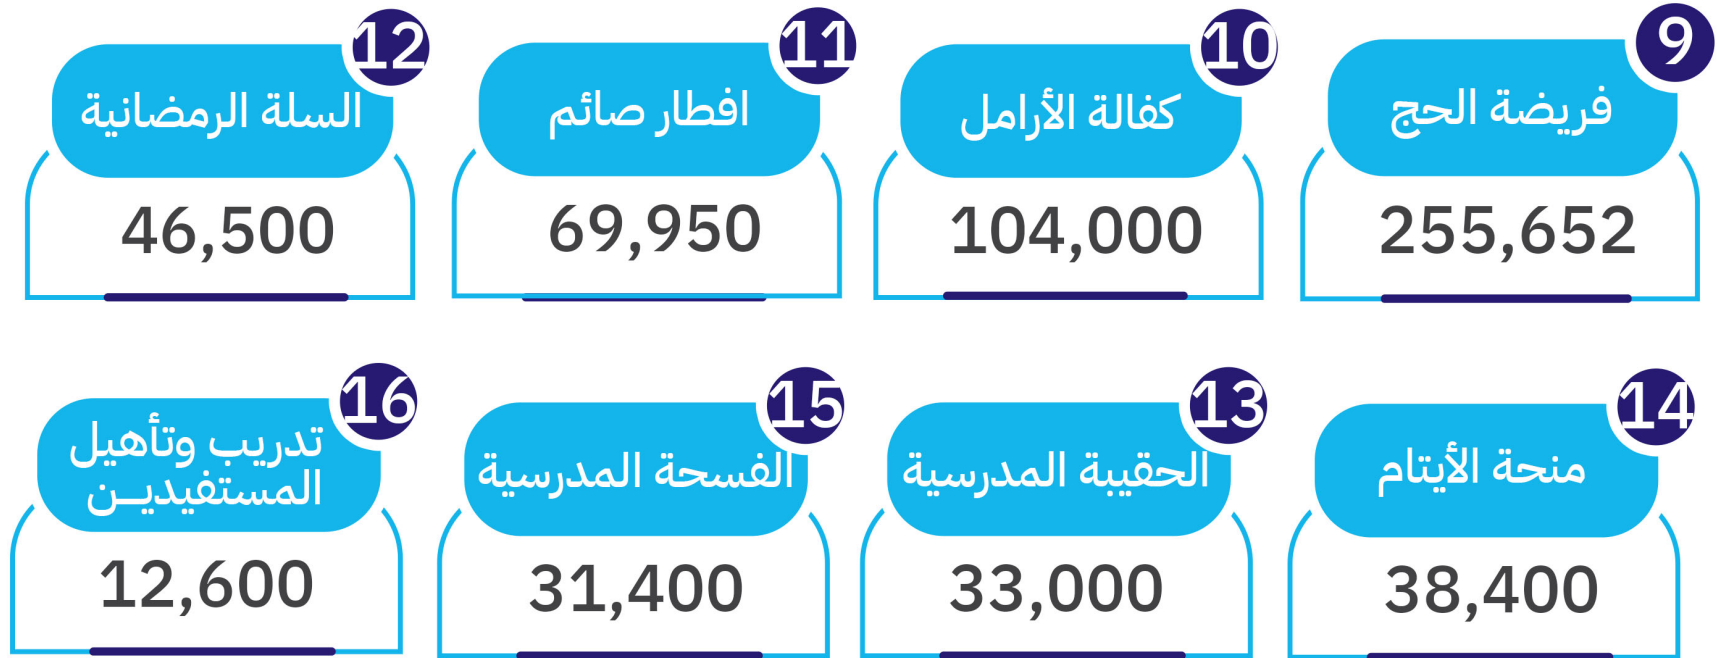 9
فريضة الحج
255,652
10
كفالة الأرامل
104,000
11
افطار صائم
69,950
12
السلة الرمضانية
46,500
14
منحة الأيتام
38,400
13
الحقيبة المدرسية
33,000
15
الفسحة المدرسية
31,400
16
تدريب وتأهيل
المستفيديــن
12,600